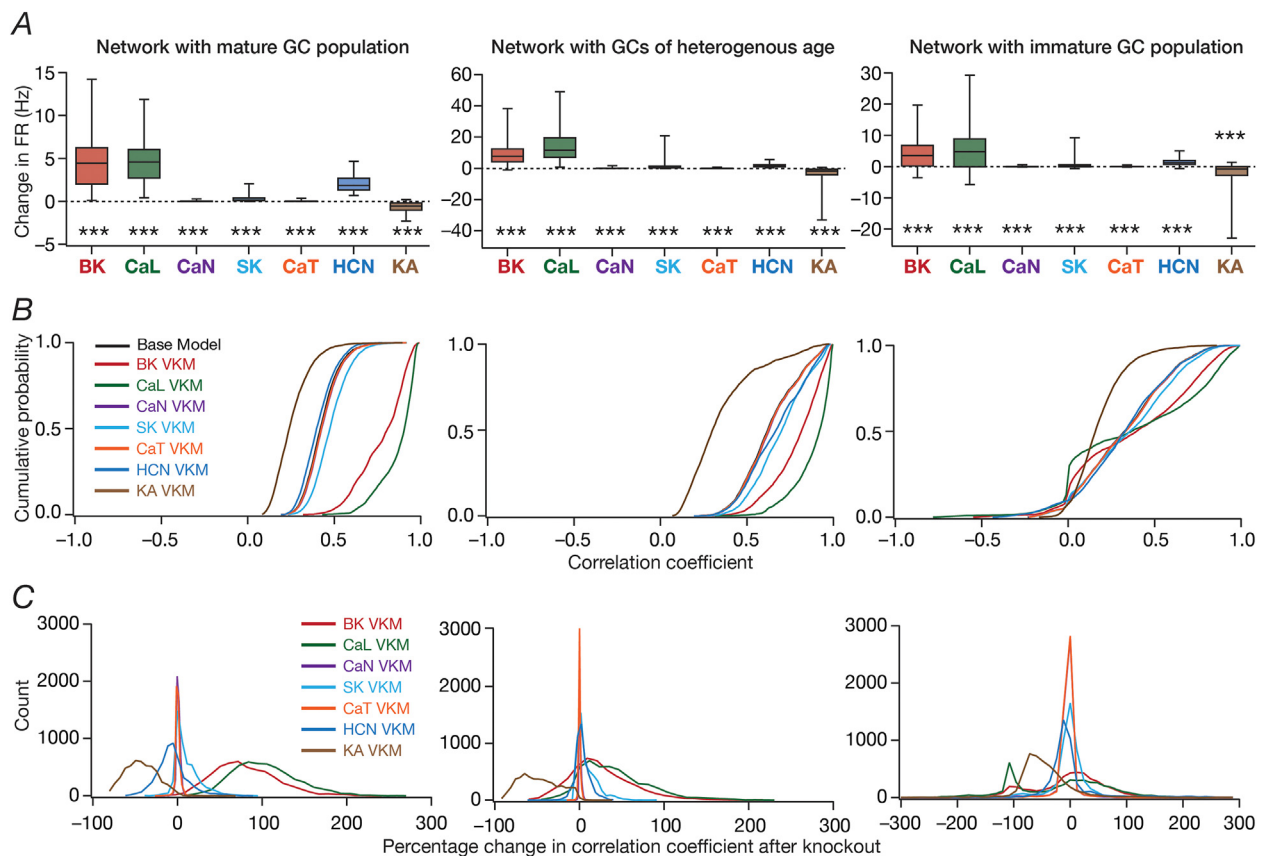 A
Network with mature GC population
Network with GCs of heterogenous age
Network with immature GC population
Change in FR (Hz)
15
10
5
0
−5
*** *** *** *** *** *** ***
BK CaL CaN SK CaT HCN KA
60
40
20
0
−20
−40
*** *** *** *** *** *** ***
BK CaL CaN SK CaT HCN KA
30
20
10
0
−10
−20
***
*** *** *** *** *** ***
BK CaL CaN SK CaT HCN KA
B
Cumulative probability
1.0
0.5
0.0
Base Model
BK VKM
CaL VKM
CaN VKM
SK VKM
CaT VKM
HCN VKM
KA VKM
−1.0 −0.5 0.0 0.5 1.0
1.0
0.5
0.0
−1.0 −0.5 0.0 0.5 1.0
1.0
0.5
0.0
−1.0 −0.5 0.0 0.5 1.0
Correlation coefficient
C
Count
3000
2000
1000
0
BK VKM
CaL VKM
CaN VKM
SK VKM
CaT VKM
HCN VKM
KA VKM
−100 0 100 200 300
3000
2000
1000
0
−100 0 100 200 300
3000
2000
1000
0
−300 −200 −100 0 100 200 300
Percentage change in correlation coefficient after knockout